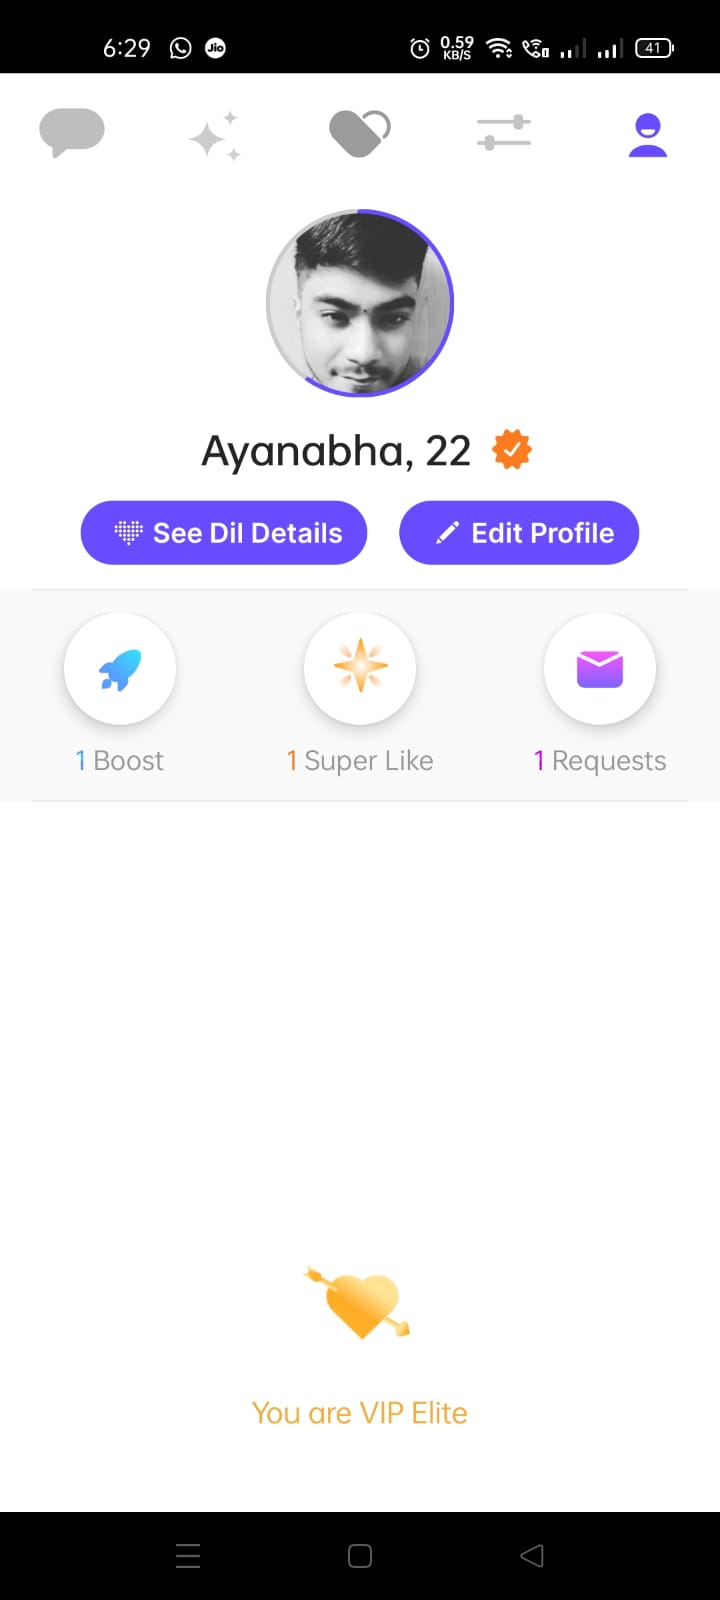 6:29 Jio 0.59 KB/S 41
Ayanabha, 22
See Dil Details Edit Profile
1 Boost 1 Super Like 1 Requests
You are VIP Elite